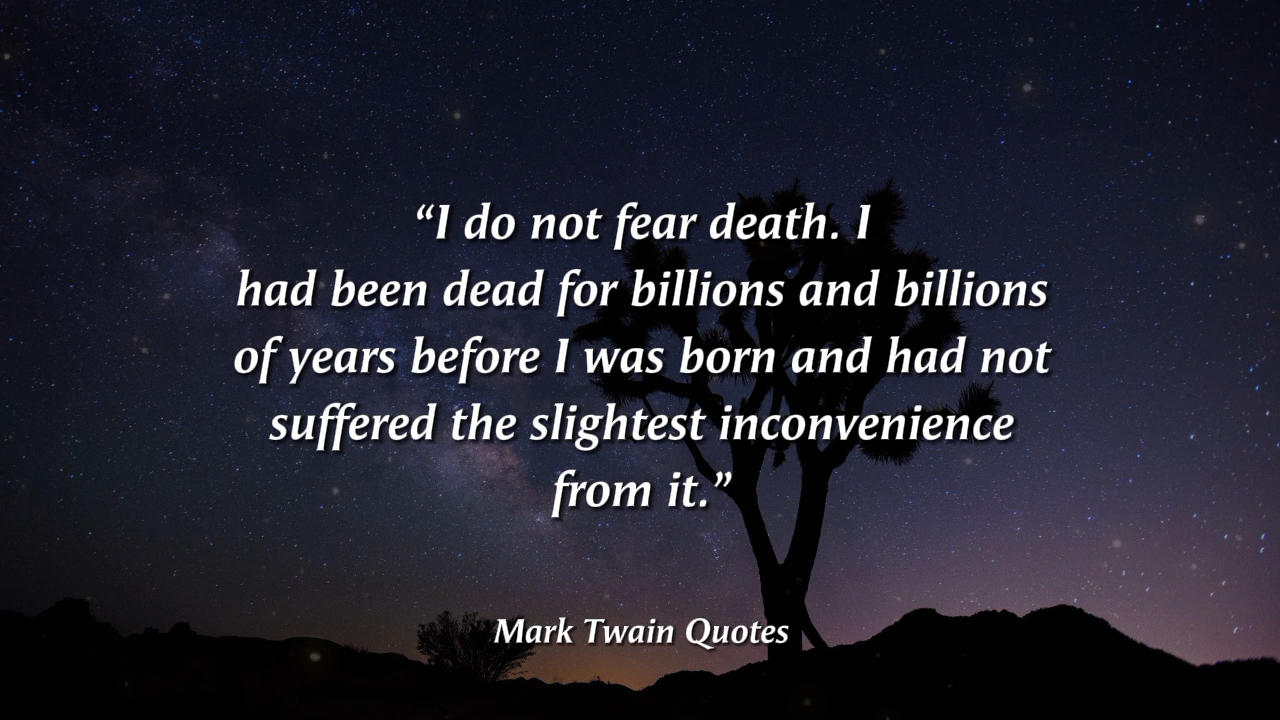 “I do not fear death. I
had been dead for billions and billions
of years before I was born and had not
suffered the slightest inconvenience
from it.”
Mark Twain Quotes